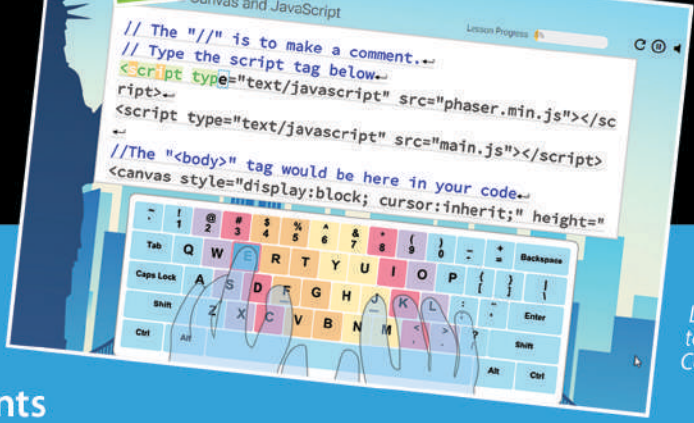 Canvas and JavaScript
Lesson Progress
// The "//" is to make a comment.↵
// Type the script tag below↵
<script type="text/javascript" src="phaser.min.js"></sc
ript>↵
<script type="text/javascript" src="main.js"></script>
↵
//The "<body>" tag would be here in your code↵
<canvas style="display:block; cursor:inherit;" height="
~ ! @ # $ % ^ & * ( ) _ +
` 1 2 3 4 5 6 7 8 9 0 - = Backspace
Tab Q W E R T Y U I O P { } |
[ ] \
Caps Lock A S D F G H J K L : "
; ' Enter
Shift Z X C V B N M < > ? Shift
, . /
Ctrl Alt Alt Ctrl
nts